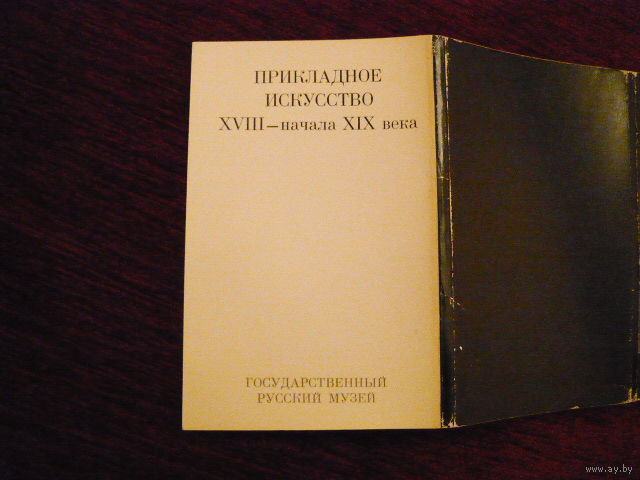 ПРИКЛАДНОЕ
ИСКУССТВО
XVIII–начала XIX века
ГОСУДАРСТВЕННЫЙ
РУССКИЙ МУЗЕЙ
www.ay.by